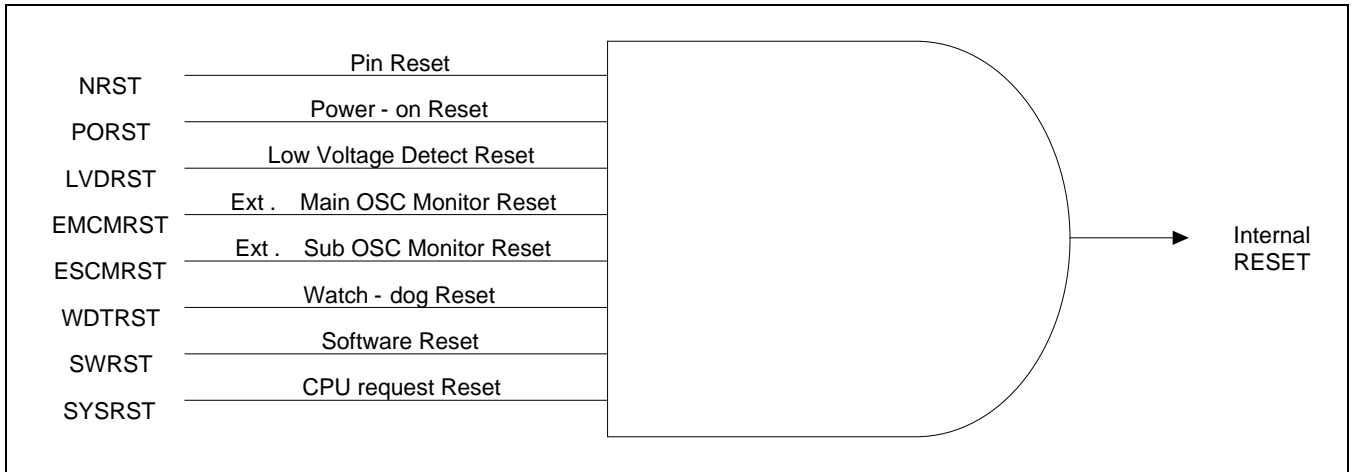 Pin Reset
NRST
Power - on Reset
PORST
Low Voltage Detect Reset
LVDRST
Ext . Main OSC Monitor Reset
EMCMRST
Ext . Sub OSC Monitor Reset
ESCMRST
Watch - dog Reset
WDTRST
Software Reset
SWRST
CPU request Reset
SYSRST
Internal
RESET